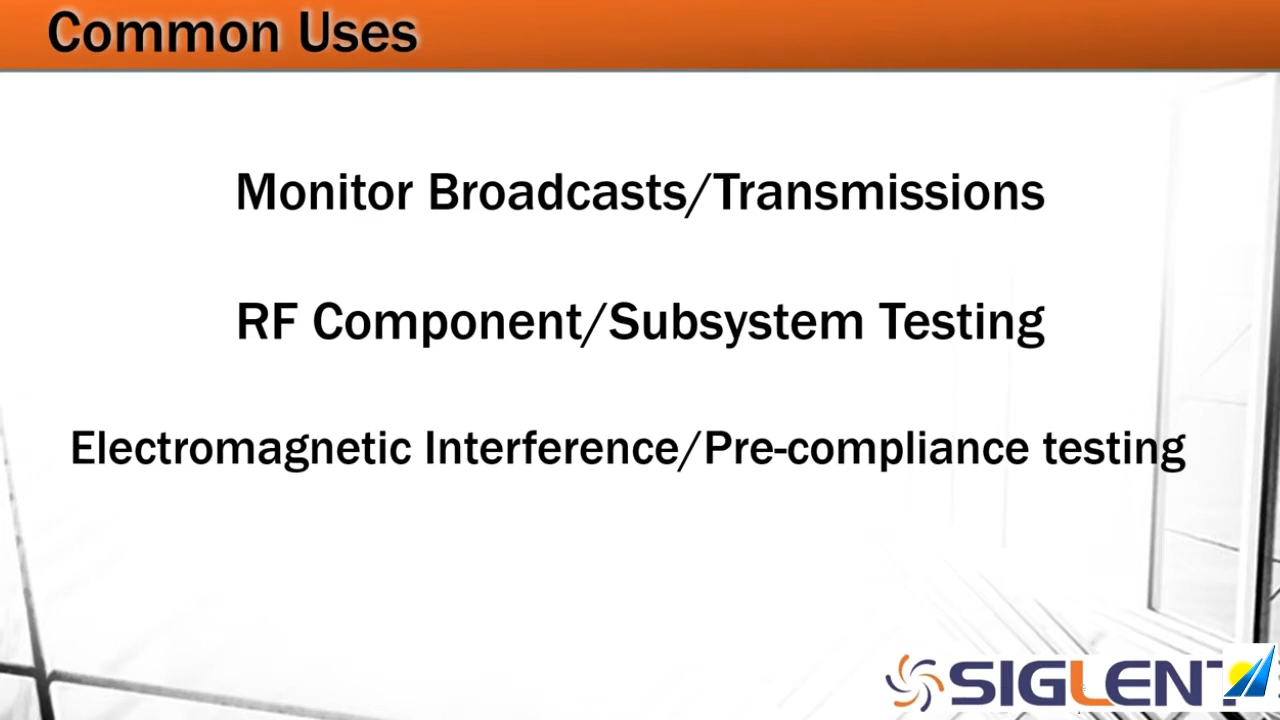 Common Uses
Monitor Broadcasts/Transmissions
RF Component/Subsystem Testing
Electromagnetic Interference/Pre-compliance testing
SIGLENT